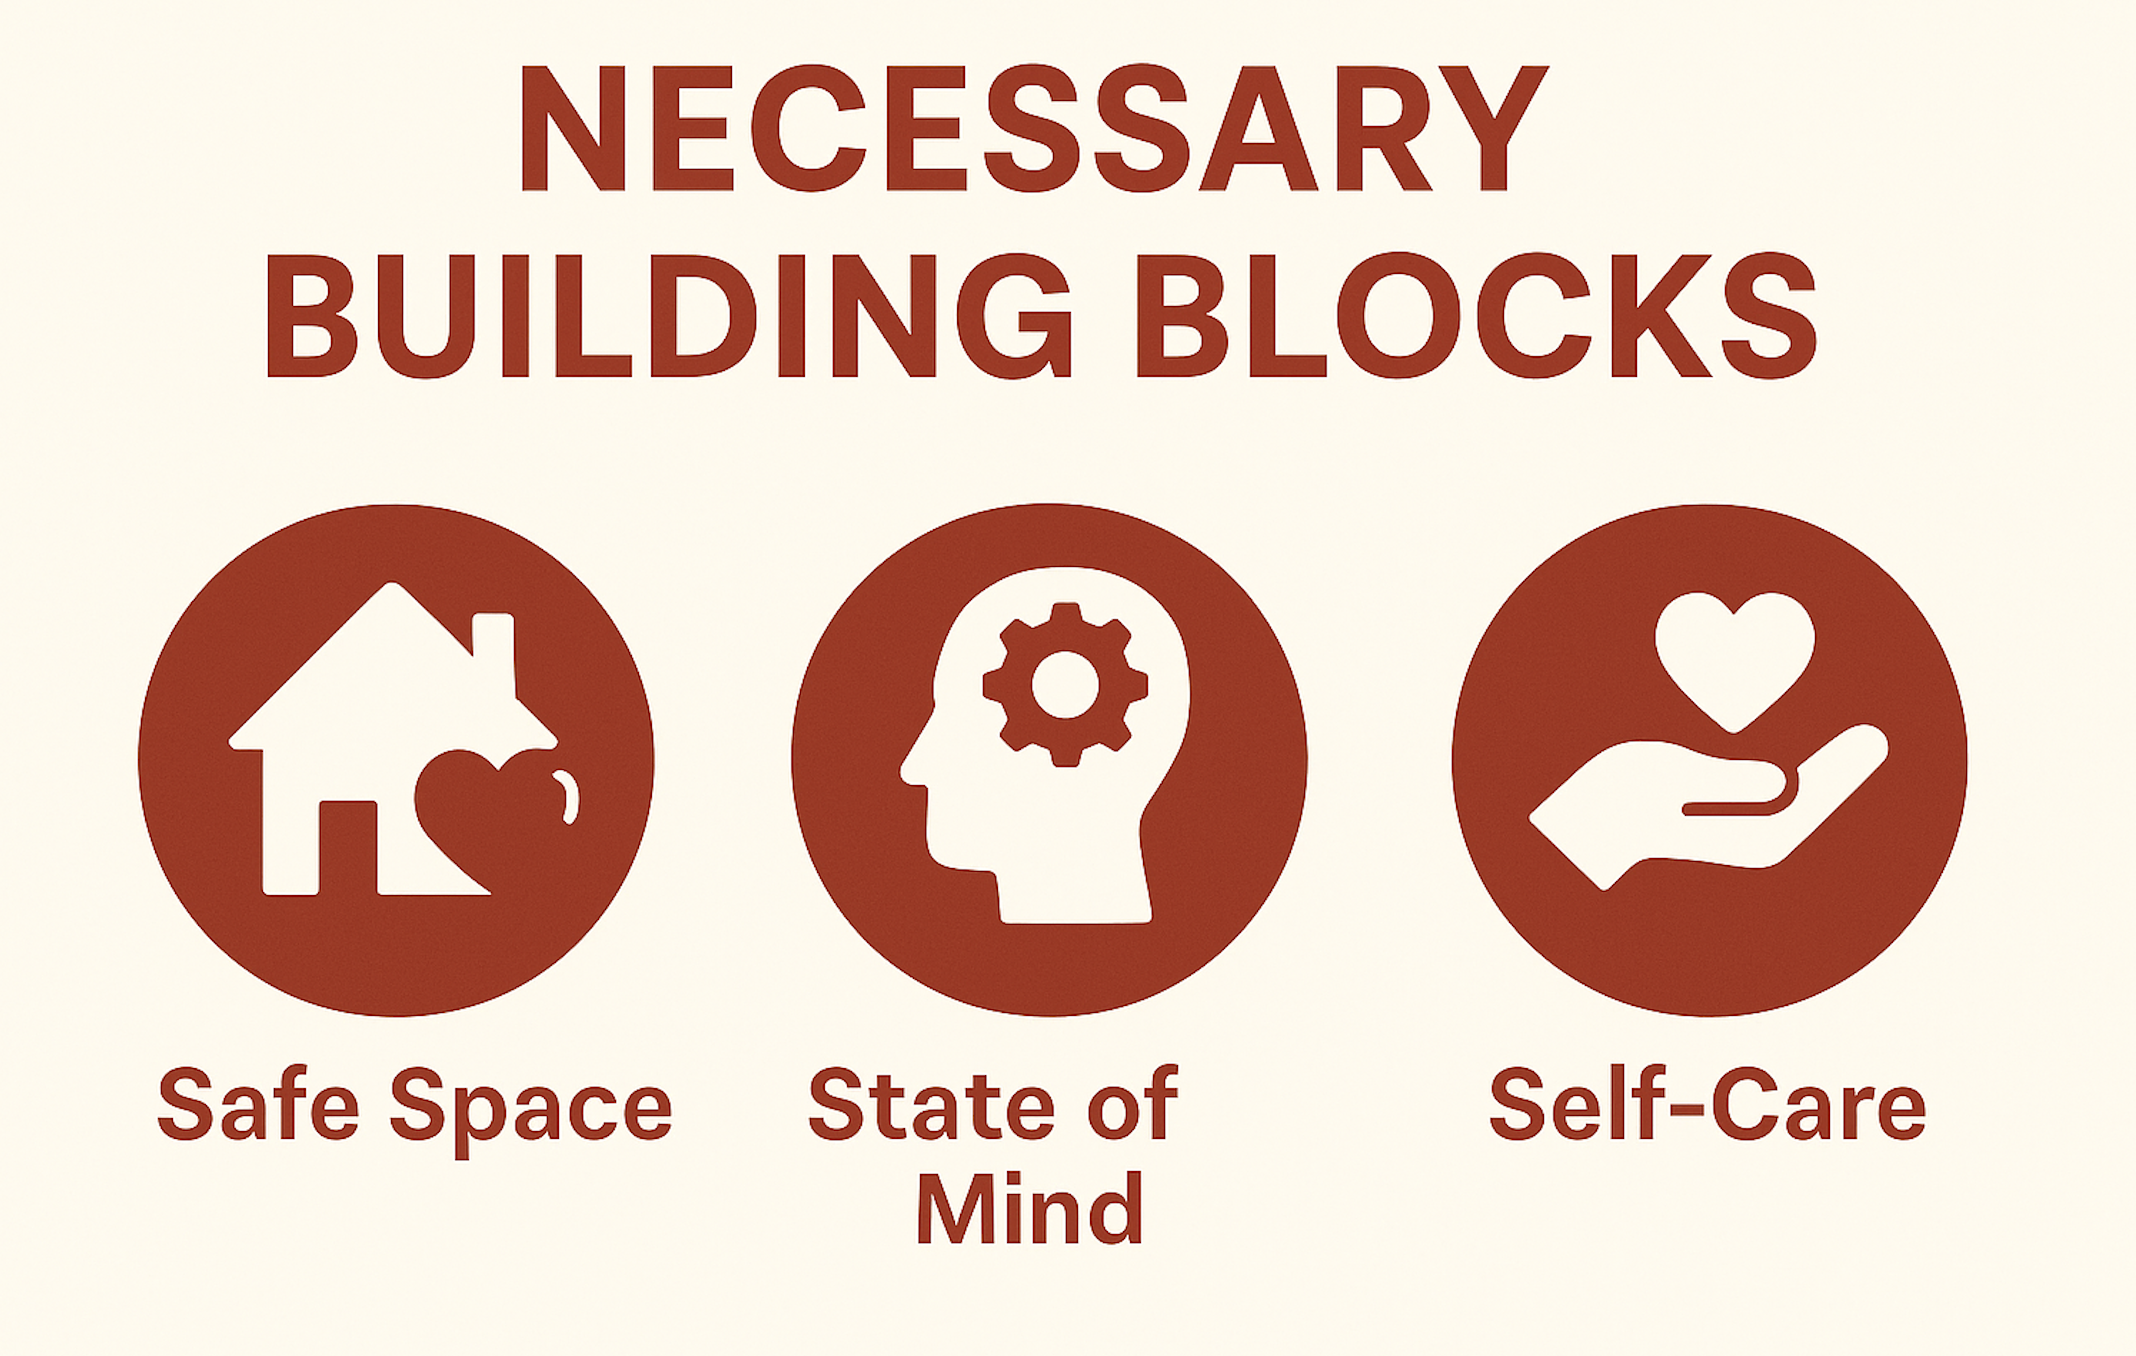 NECESSARY
BUILDING BLOCKS
Safe Space
State of
Mind
Self-Care